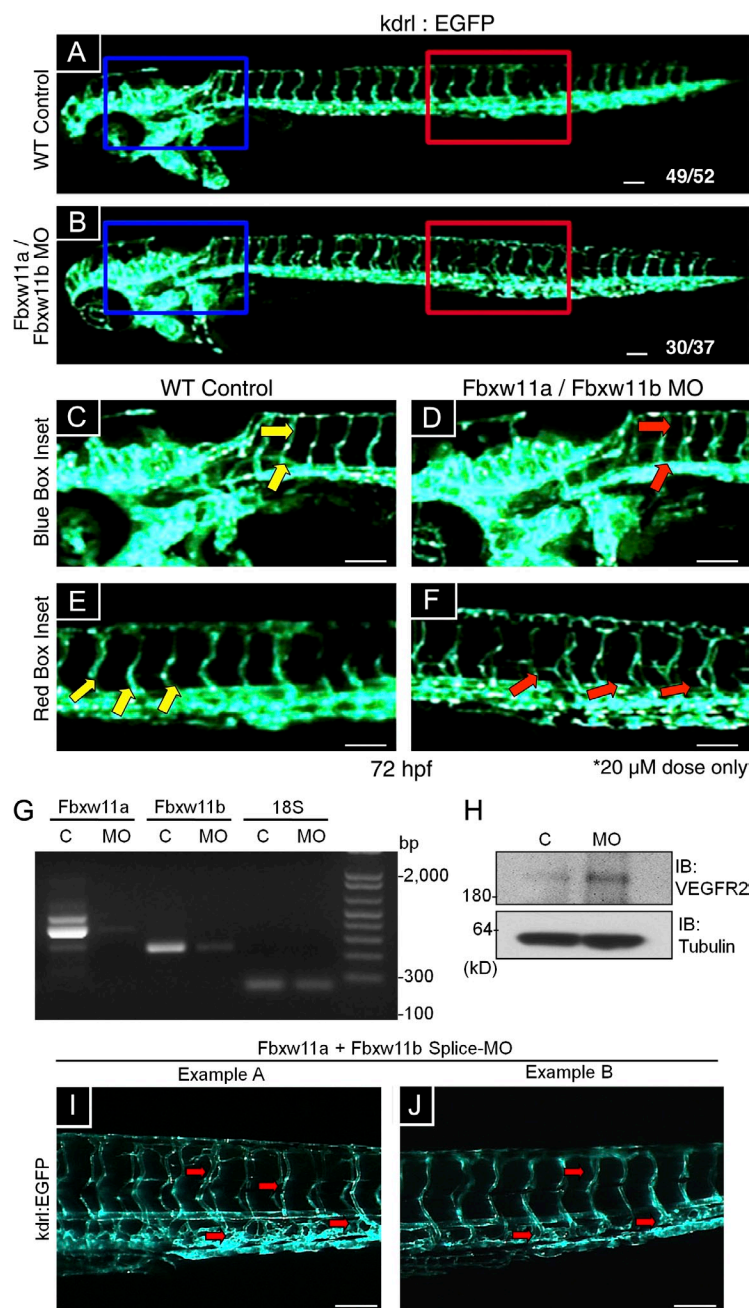 kdrl : EGFP
A
WT Control
49/52
B
Fbxw11a /
Fbxw11b MO
30/37
WT Control
Fbxw11a / Fbxw11b MO
Blue Box Inset
C
D
Red Box Inset
E
F
72 hpf
*20 µM dose only*
G
Fbxw11a Fbxw11b 18S
C MO C MO C MO
bp
-2,000
-300
-100
H
C MO
IB:
VEGFR2
180-
IB:
Tubulin
64-
(kD)
Fbxw11a + Fbxw11b Splice-MO
Example A Example B
kdrl:EGFP
I
J